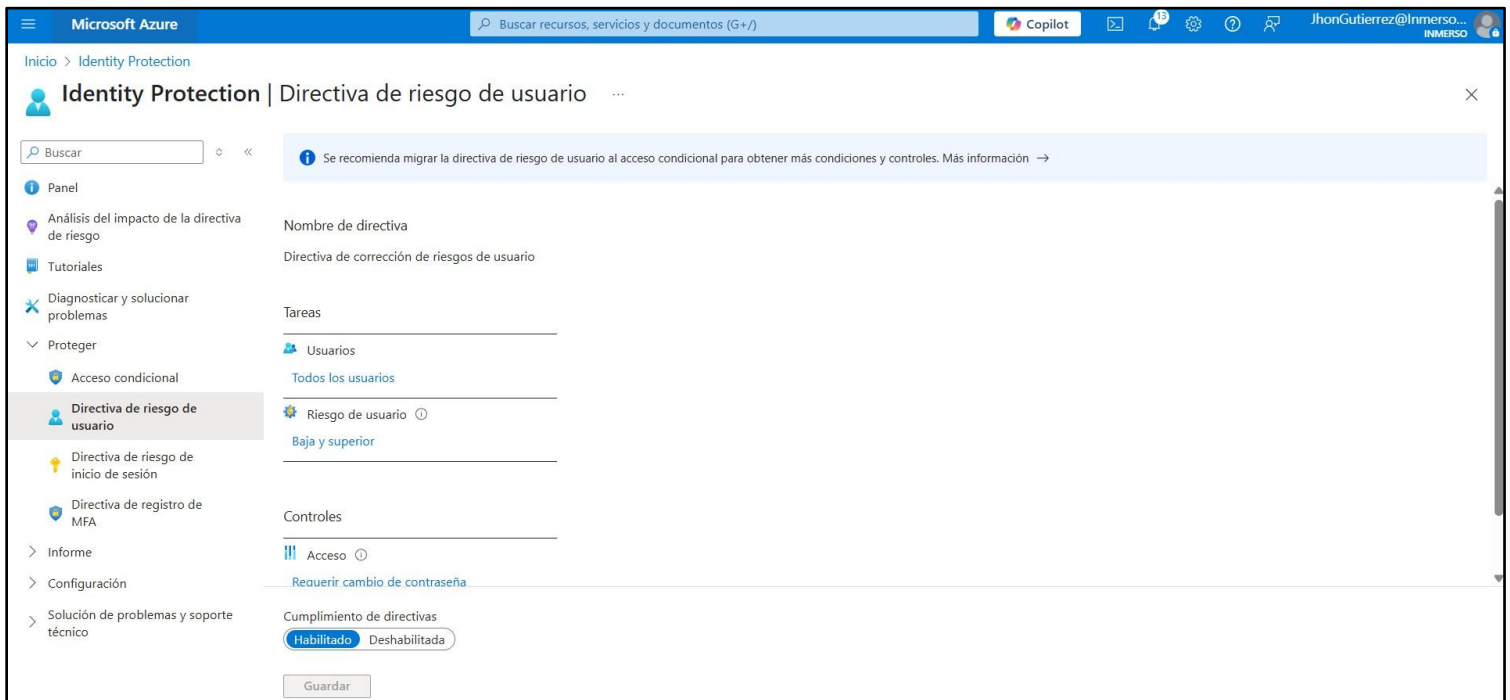 Microsoft Azure
Buscar recursos, servicios y documentos (G+/)
Copilot
13
JhonGutierrez@Inmerso...
INMERSO
Inicio > Identity Protection
Identity Protection | Directiva de riesgo de usuario ...
Buscar
Se recomienda migrar la directiva de riesgo de usuario al acceso condicional para obtener más condiciones y controles. Más información →
Panel
Análisis del impacto de la directiva
de riesgo
Tutoriales
Diagnosticar y solucionar
problemas
Proteger
Acceso condicional
Directiva de riesgo de
usuario
Directiva de riesgo de
inicio de sesión
Directiva de registro de
MFA
Informe
Configuración
Solución de problemas y soporte
técnico
Nombre de directiva
Directiva de corrección de riesgos de usuario
Tareas
Usuarios
Todos los usuarios
Riesgo de usuario
Baja y superior
Controles
Acceso
Requerir cambio de contraseña
Cumplimiento de directivas
Habilitado Deshabilitada
Guardar